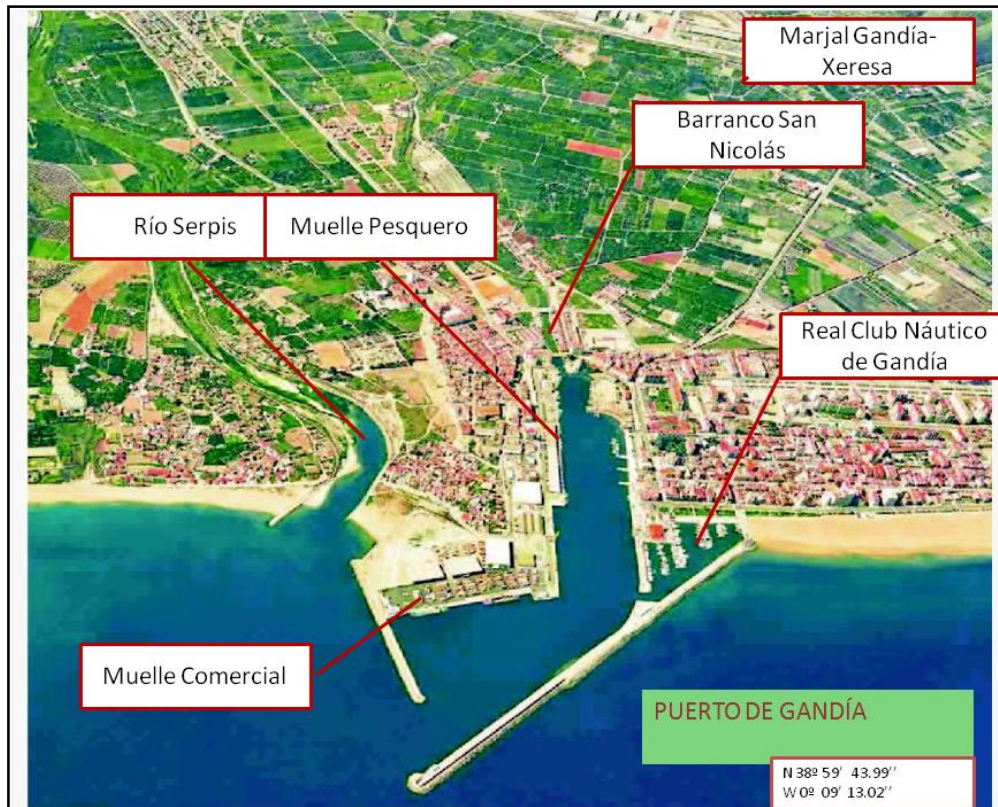 Marjal Gandía-
Xeresa
Barranco San
Nicolás
Río Serpis
Muelle Pesquero
Real Club Náutico
de Gandía
Muelle Comercial
PUERTO DE GANDÍA
N 38º 59' 43.99''
W 0º 09' 13.02''